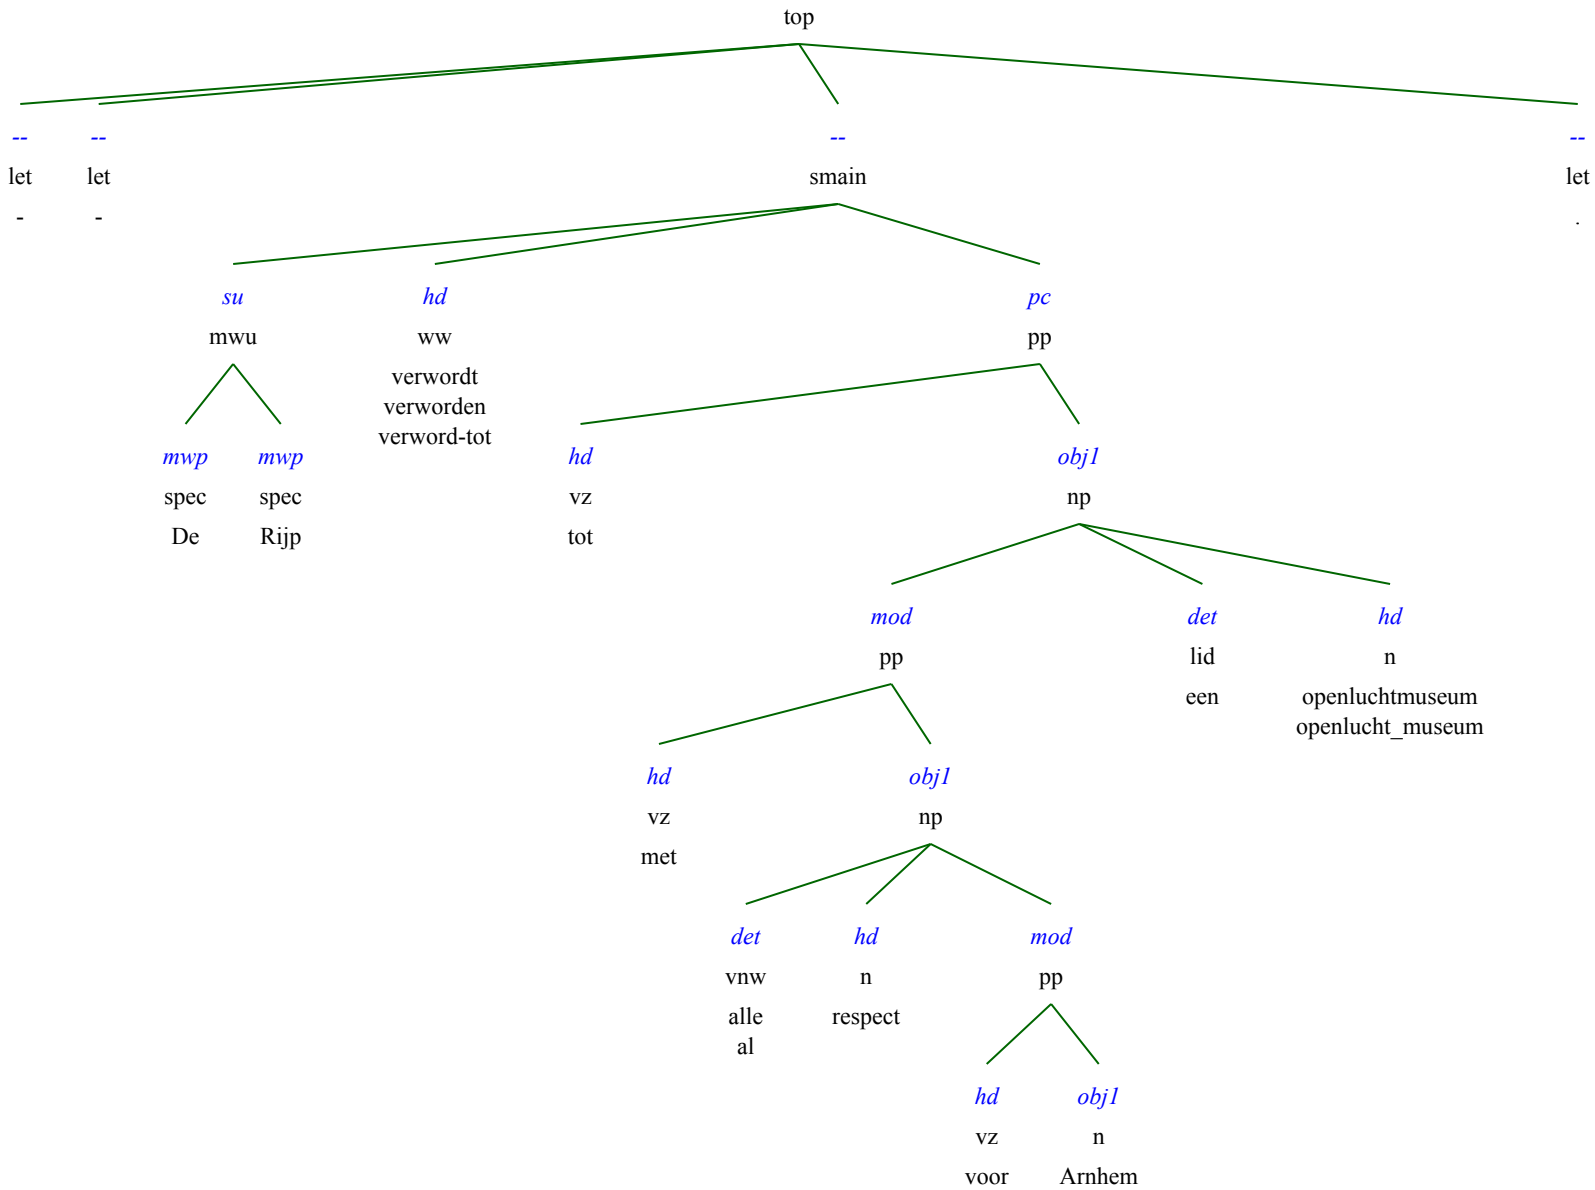 top
-- -- -- --
let let smain let
- - .
su hd pc
mwu ww pp
verwordt
verworden
verword-tot
mwp mwp hd obj1
spec spec vz np
De Rijp tot
mod det hd
pp lid n
een openluchtmuseum
openlucht_museum
hd obj1
vz np
met
det hd mod
vnw n pp
alle respect
al
hd obj1
vz n
voor Arnhem